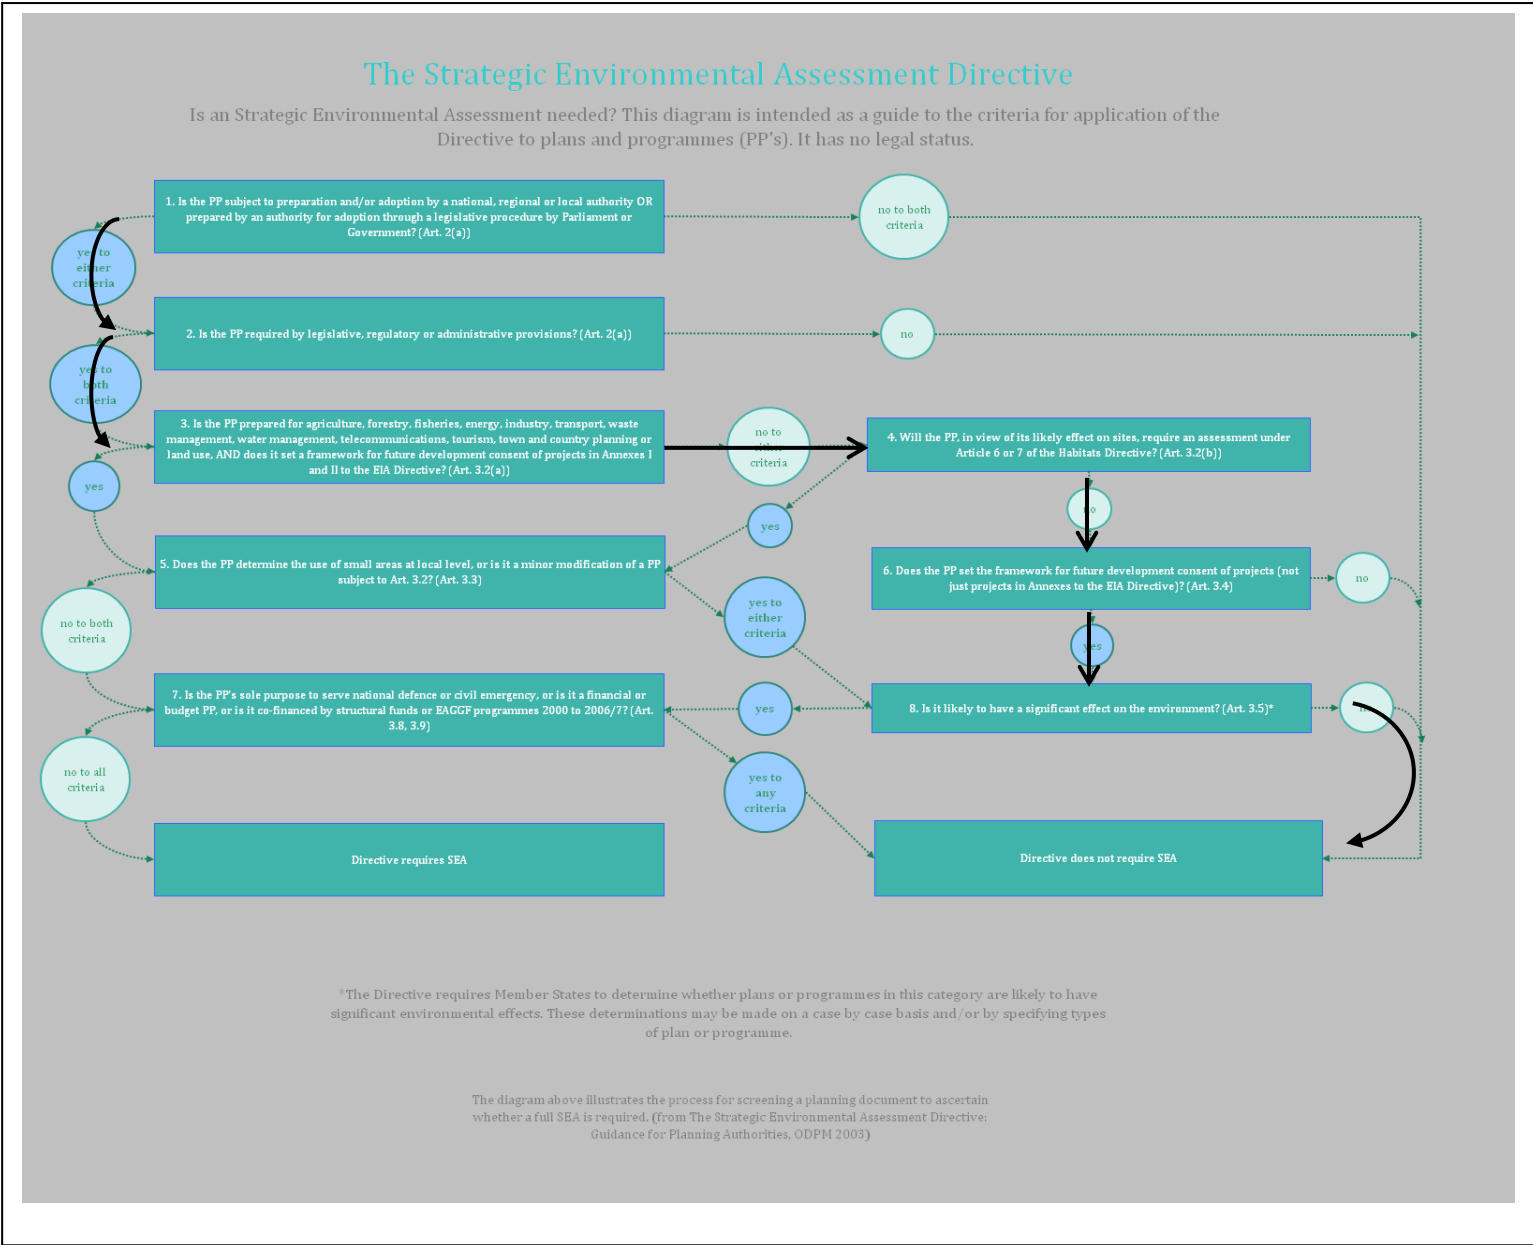 The Strategic Environmental Assessment Directive
Is an Strategic Environmental Assessment needed? This diagram is intended as a guide to the criteria for application of the
Directive to plans and programmes (PP's). It has no legal status.
1. Is the PP subject to preparation and/or adoption by a national, regional or local authority OR
prepared by an authority for adoption through a legislative procedure by Parliament or
Government? (Art. 2(a))
no to both
criteria
yes to
either
criteria
2. Is the PP required by legislative, regulatory or administrative provisions? (Art. 2(a))
no
yes to
both
criteria
3. Is the PP prepared for agriculture, forestry, fisheries, energy, industry, transport, waste
management, water management, telecommunications, tourism, town and country planning or
land use, AND does it set a framework for future development consent of projects in Annexes I
and II to the EIA Directive? (Art. 3.2(a))
no to
either
criteria
4. Will the PP, in view of its likely effect on sites, require an assessment under
Article 6 or 7 of the Habitats Directive? (Art. 3.2(b))
yes
yes
no
5. Does the PP determine the use of small areas at local level, or is it a minor modification of a PP
subject to Art. 3.2? (Art. 3.3)
6. Does the PP set the framework for future development consent of projects (not
just projects in Annexes to the EIA Directive)? (Art. 3.4)
no
no to both
criteria
yes to
either
criteria
yes
7. Is the PP's sole purpose to serve national defence or civil emergency, or is it a financial or
budget PP, or is it co-financed by structural funds or EAGGF programmes 2000 to 2006/7? (Art.
3.8, 3.9)
yes
8. Is it likely to have a significant effect on the environment? (Art. 3.5)*
no
no to all
criteria
yes to
any
criteria
Directive requires SEA
Directive does not require SEA
*The Directive requires Member States to determine whether plans or programmes in this category are likely to have
significant environmental effects. These determinations may be made on a case by case basis and/or by specifying types
of plan or programme.
The diagram above illustrates the process for screening a planning document to ascertain
whether a full SEA is required. (from The Strategic Environmental Assessment Directive:
Guidance for Planning Authorities, ODPM 2003)